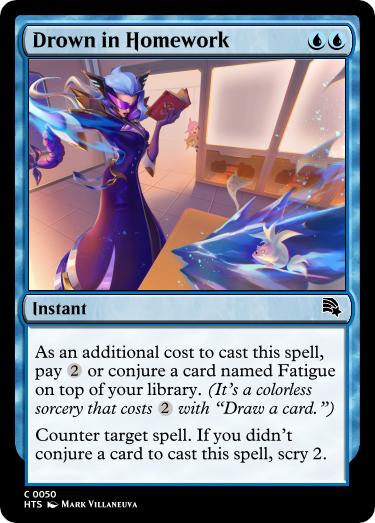 Drown in Homework
Instant
As an additional cost to cast this spell,
pay 2 or conjure a card named Fatigue
on top of your library. (It's a colorless
sorcery that costs 2 with “Draw a card.”)
Counter target spell. If you didn't
conjure a card to cast this spell, scry 2.
C 0050
HTS Mark Villaneuva